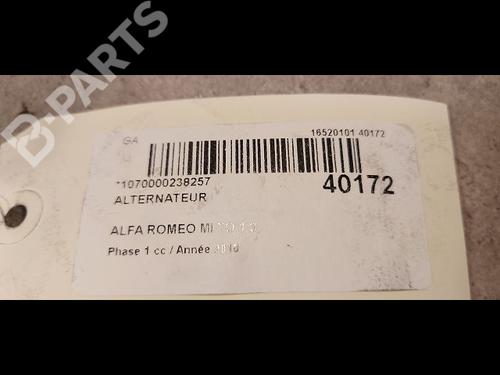 B-PARTS
GA
16520101 40172
*1070000238257
40172
ALTERNATEUR
ALFA ROMEO
Phase 1 cc / Année